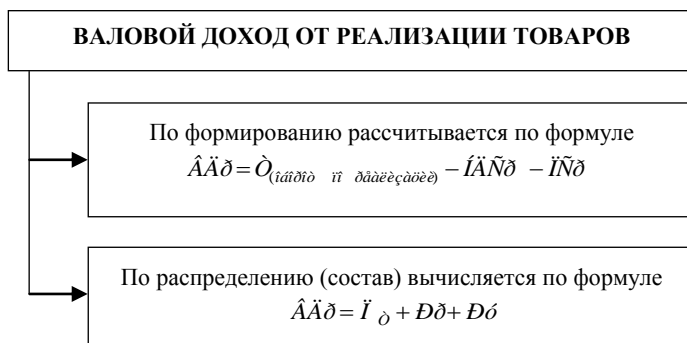 ВАЛОВОЙ ДОХОД ОТ РЕАЛИЗАЦИИ ТОВАРОВ
По формированию рассчитывается по формуле
ÂÄð = Ò(îáîðîò ïî ðåàëèçàöèè) − ÍÄÑð − ÏÑð
По распределению (состав) вычисляется по формуле
ÂÄð = Ï Ò + Ðð + Ðó